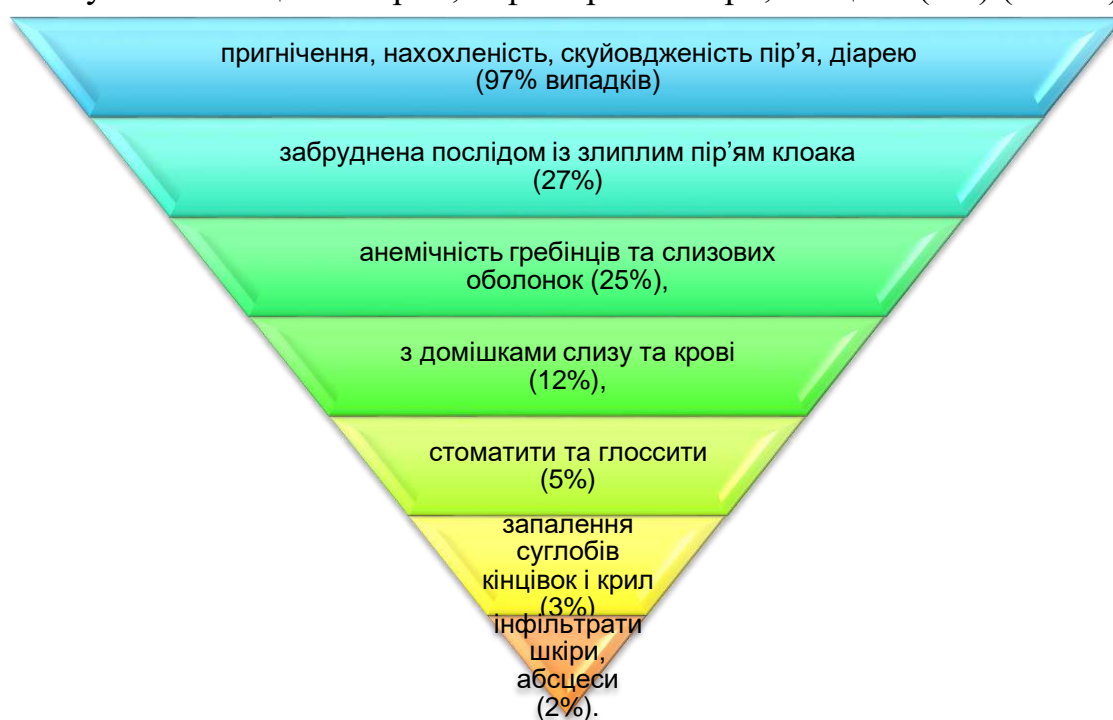 пригнічення, нахохленість, скуйовдженість пір’я, діарею
(97% випадків)
забруднена послідом із злиплим пір’ям клоака
(27%)
анемічність гребінців та слизових
оболонок (25%),
з домішками слизу та крові
(12%),
стоматити та глоссити
(5%)
запалення
суглобів
кінцівок і крил
(3%)
інфільтрати
шкіри,
абсцеси
(2%).